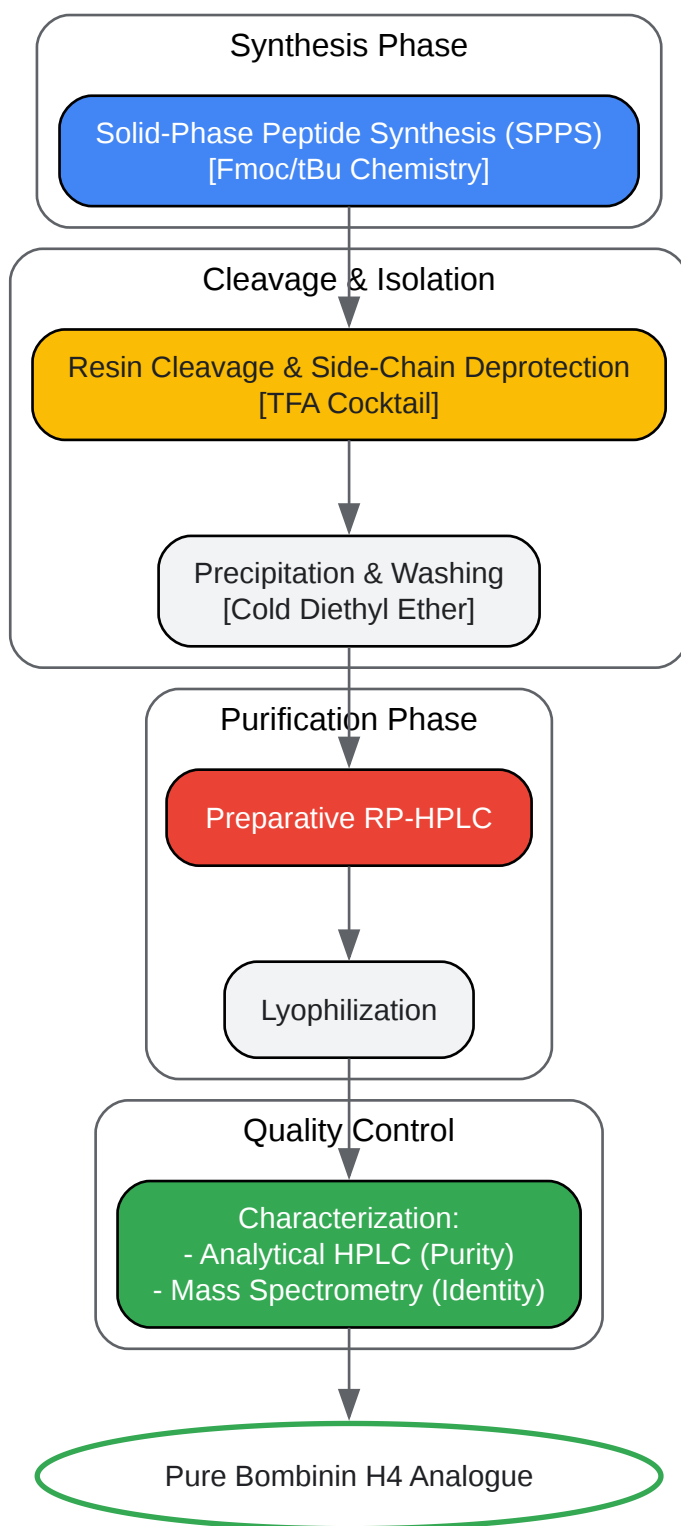 Synthesis Phase
Solid-Phase Peptide Synthesis (SPPS)
[Fmoc/tBu Chemistry]
Cleavage & Isolation
Resin Cleavage & Side-Chain Deprotection
[TFA Cocktail]
Precipitation & Washing
[Cold Diethyl Ether]
Purification Phase
Preparative RP-HPLC
Lyophilization
Quality Control
Characterization:
- Analytical HPLC (Purity)
- Mass Spectrometry (Identity)
Pure Bombinin H4 Analogue